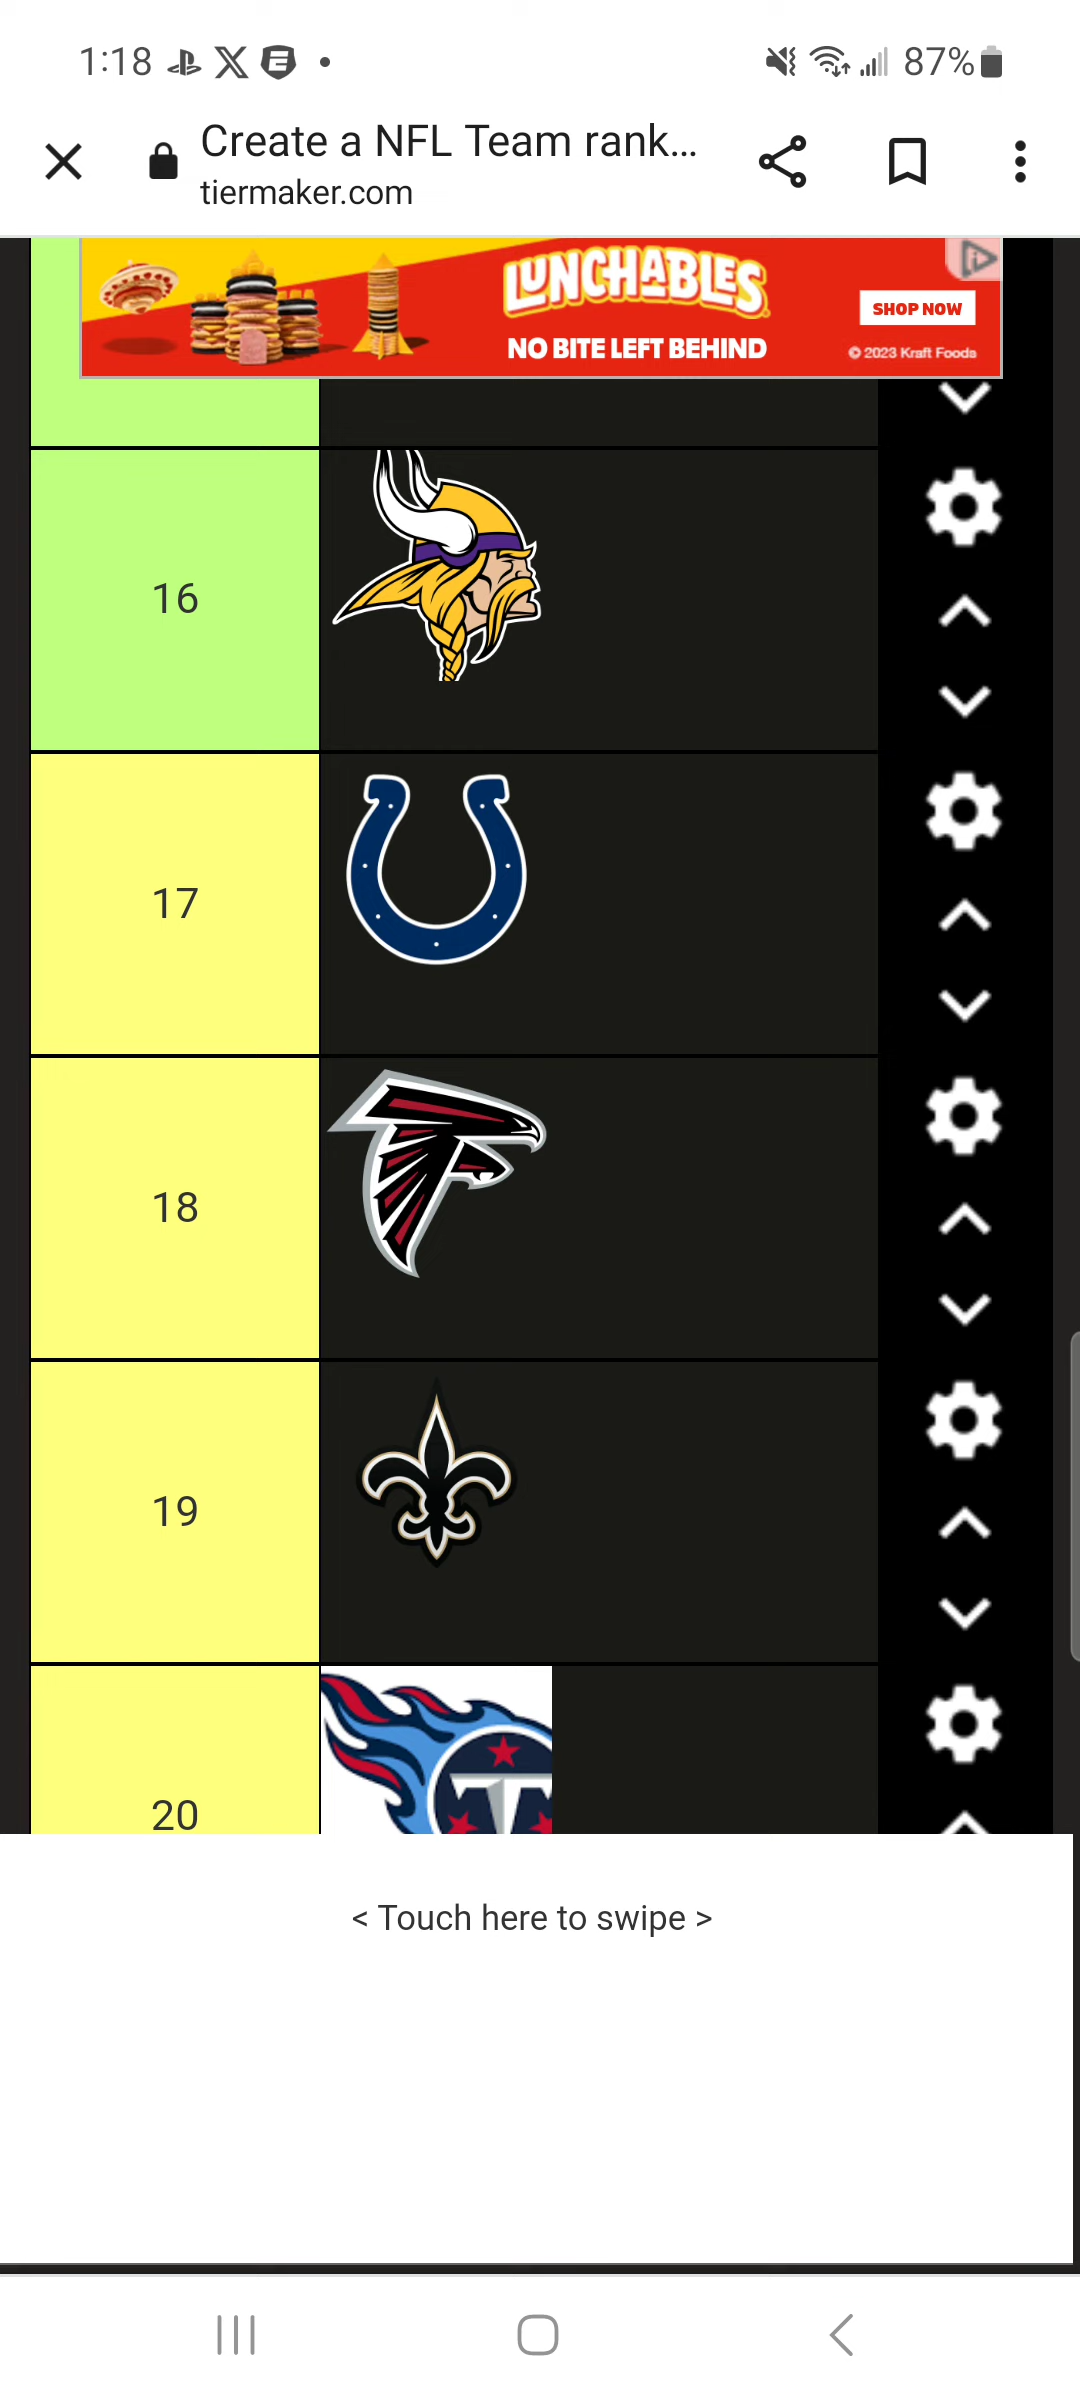 1:18
87%
Create a NFL Team rank...
tiermaker.com
LUNCHABLES
NO BITE LEFT BEHIND
SHOP NOW
© 2023 Kraft Foods
16
17
18
19
20
T
< Touch here to swipe >